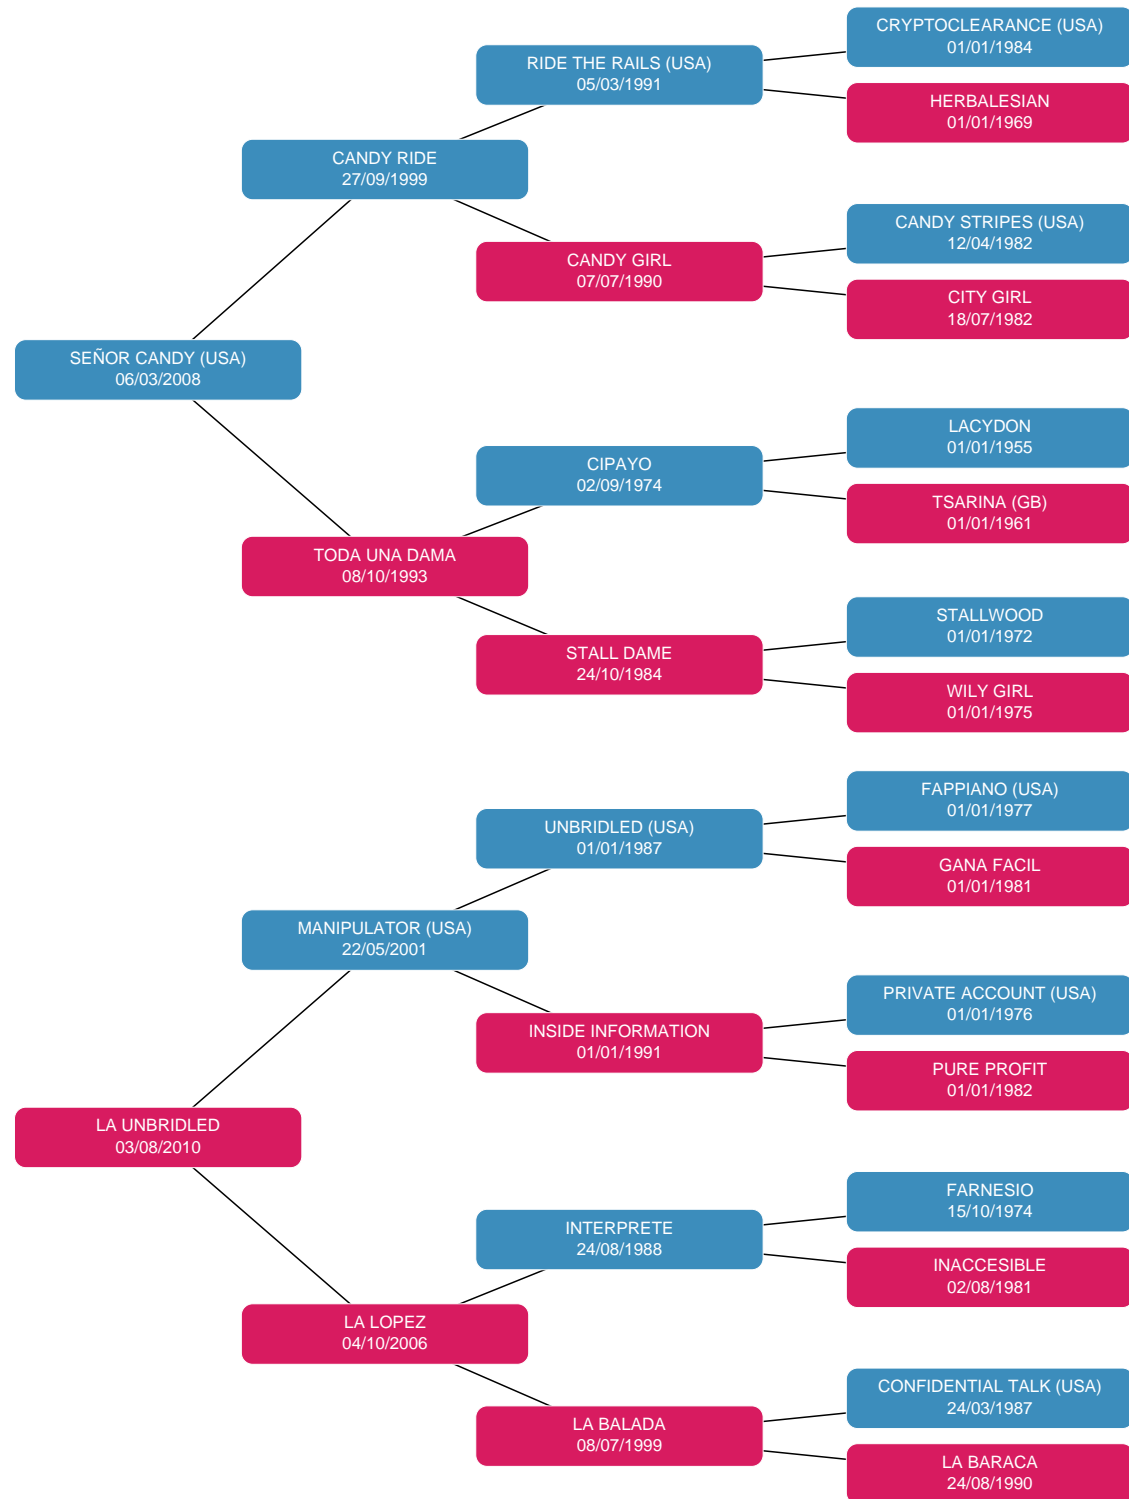 CRYPTOCLEARANCE (USA)
01/01/1984
RIDE THE RAILS (USA)
05/03/1991
HERBALESIAN
01/01/1969
CANDY RIDE
27/09/1999
CANDY STRIPES (USA)
12/04/1982
CANDY GIRL
07/07/1990
CITY GIRL
18/07/1982
SEÑOR CANDY (USA)
06/03/2008
LACYDON
01/01/1955
CIPAYO
02/09/1974
TSARINA (GB)
01/01/1961
TODA UNA DAMA
08/10/1993
STALLWOOD
01/01/1972
STALL DAME
24/10/1984
WILY GIRL
01/01/1975
FAPPIANO (USA)
01/01/1977
UNBRIDLED (USA)
01/01/1987
GANA FACIL
01/01/1981
MANIPULATOR (USA)
22/05/2001
PRIVATE ACCOUNT (USA)
01/01/1976
INSIDE INFORMATION
01/01/1991
PURE PROFIT
01/01/1982
LA UNBRIDLED
03/08/2010
FARNESIO
15/10/1974
INTERPRETE
24/08/1988
INACCESIBLE
02/08/1981
LA LOPEZ
04/10/2006
CONFIDENTIAL TALK (USA)
24/03/1987
LA BALADA
08/07/1999
LA BARACA
24/08/1990